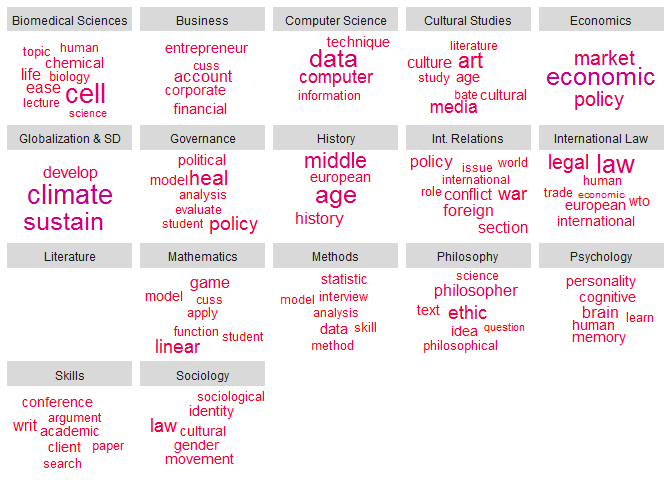 Biomedical Sciences
topic human
chemical
life biology
ease cell
lecture
science
Business
entrepreneur
cuss
account
corporate
financial
Computer Science
technique
data
computer
information
Cultural Studies
literature
culture art
study age
bate cultural
media
Economics
market
economic
policy
Globalization & SD
develop
climate
sustain
Governance
political
model heal
analysis
evaluate
student policy
History
middle
european
age
history
Int. Relations
policy issue world
international
role conflict war
foreign
section
International Law
legal law
human
trade economic
european wto
international
Literature
Mathematics
game
model cuss
apply
function student
linear
Methods
statistic
model interview
analysis
data skill
method
Philosophy
science
philosopher
text ethic
idea question
philosophical
Psychology
personality
cognitive
brain learn
human
memory
Skills
conference
argument
writ academic
client paper
search
Sociology
sociological
identity
law cultural
gender
movement